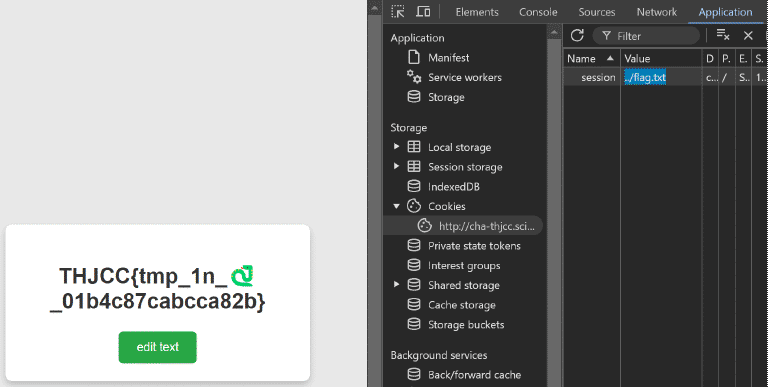 THJCC{tmp_1n_🐍
_01b4c87cabcca82b}
edit text
Elements Console Sources Network Application
Application
Manifest
Service workers
Storage
Storage
Local storage
Session storage
IndexedDB
Cookies
http://cha-thjcc.sci...
Private state tokens
Interest groups
Shared storage
Cache storage
Storage buckets
Background services
Back/forward cache
Filter
Name Value D P. E. S.
session ../flag.txt c... / S.. 1...